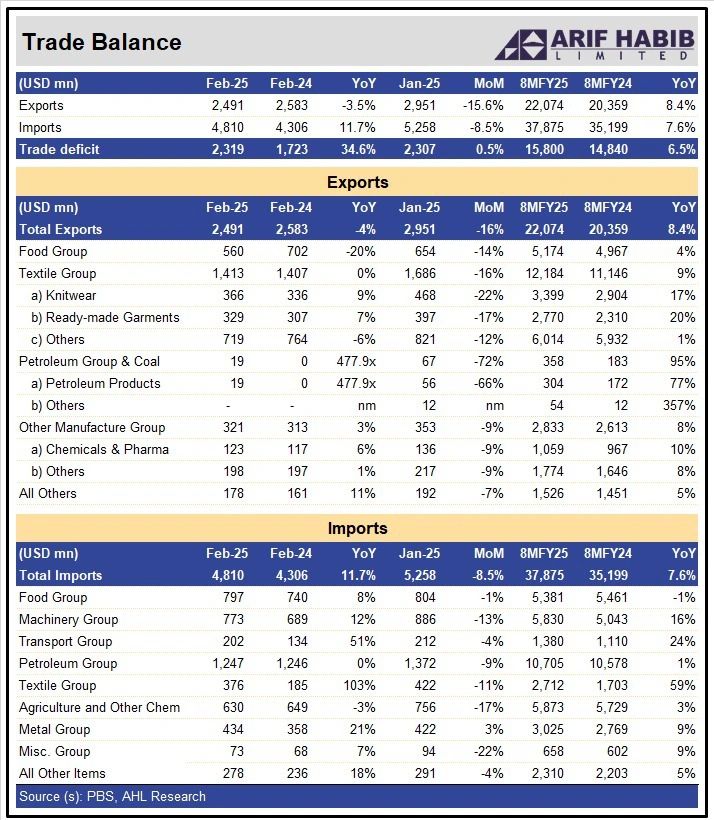 Trade Balance
ARIF HABIB
LIMITED
(USD mn) Feb-25 Feb-24 YoY Jan-25 MoM 8MFY25 8MFY24 YoY
Exports 2,491 2,583 -3.5% 2,951 -15.6% 22,074 20,359 8.4%
Imports 4,810 4,306 11.7% 5,258 -8.5% 37,875 35,199 7.6%
Trade deficit 2,319 1,723 34.6% 2,307 0.5% 15,800 14,840 6.5%
Exports
(USD mn) Feb-25 Feb-24 YoY Jan-25 MoM 8MFY25 8MFY24 YoY
Total Exports 2,491 2,583 -4% 2,951 -16% 22,074 20,359 8.4%
Food Group 560 702 -20% 654 -14% 5,174 4,967 4%
Textile Group 1,413 1,407 0% 1,686 -16% 12,184 11,146 9%
a) Knitwear 366 336 9% 468 -22% 3,399 2,904 17%
b) Ready-made Garments 329 307 7% 397 -17% 2,770 2,310 20%
c) Others 719 764 -6% 821 -12% 6,014 5,932 1%
Petroleum Group & Coal 19 0 477.9x 67 -72% 358 183 95%
a) Petroleum Products 19 0 477.9x 56 -66% 304 172 77%
b) Others - - nm 12 nm 54 12 357%
Other Manufacture Group 321 313 3% 353 -9% 2,833 2,613 8%
a) Chemicals & Pharma 123 117 6% 136 -9% 1,059 967 10%
b) Others 198 197 1% 217 -9% 1,774 1,646 8%
All Others 178 161 11% 192 -7% 1,526 1,451 5%
Imports
(USD mn) Feb-25 Feb-24 YoY Jan-25 MoM 8MFY25 8MFY24 YoY
Total Imports 4,810 4,306 11.7% 5,258 -8.5% 37,875 35,199 7.6%
Food Group 797 740 8% 804 -1% 5,381 5,461 -1%
Machinery Group 773 689 12% 886 -13% 5,830 5,043 16%
Transport Group 202 134 51% 212 -4% 1,380 1,110 24%
Petroleum Group 1,247 1,246 0% 1,372 -9% 10,705 10,578 1%
Textile Group 376 185 103% 422 -11% 2,712 1,703 59%
Agriculture and Other Chem 630 649 -3% 756 -17% 5,873 5,729 3%
Metal Group 434 358 21% 422 3% 3,025 2,769 9%
Misc. Group 73 68 7% 94 -22% 658 602 9%
All Other Items 278 236 18% 291 -4% 2,310 2,203 5%
Source (s): PBS, AHL Research